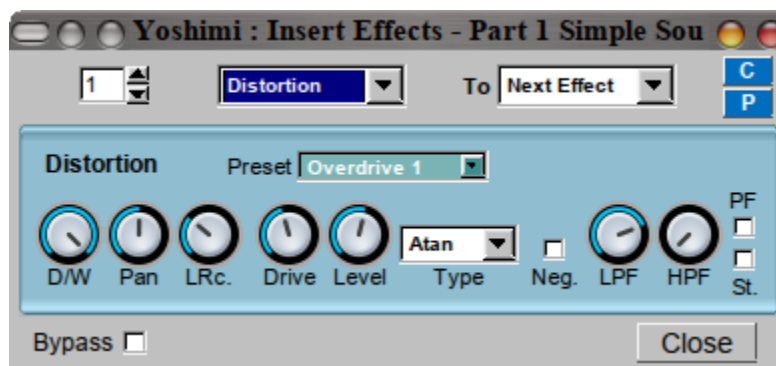 Yoshimi : Insert Effects - Part 1 Simple Sou
1 Distortion To Next Effect C
P
Distortion Preset Overdrive 1
PF
Atan
D/W Pan LRc. Drive Level Type Neg. LPF HPF St.
Bypass Close